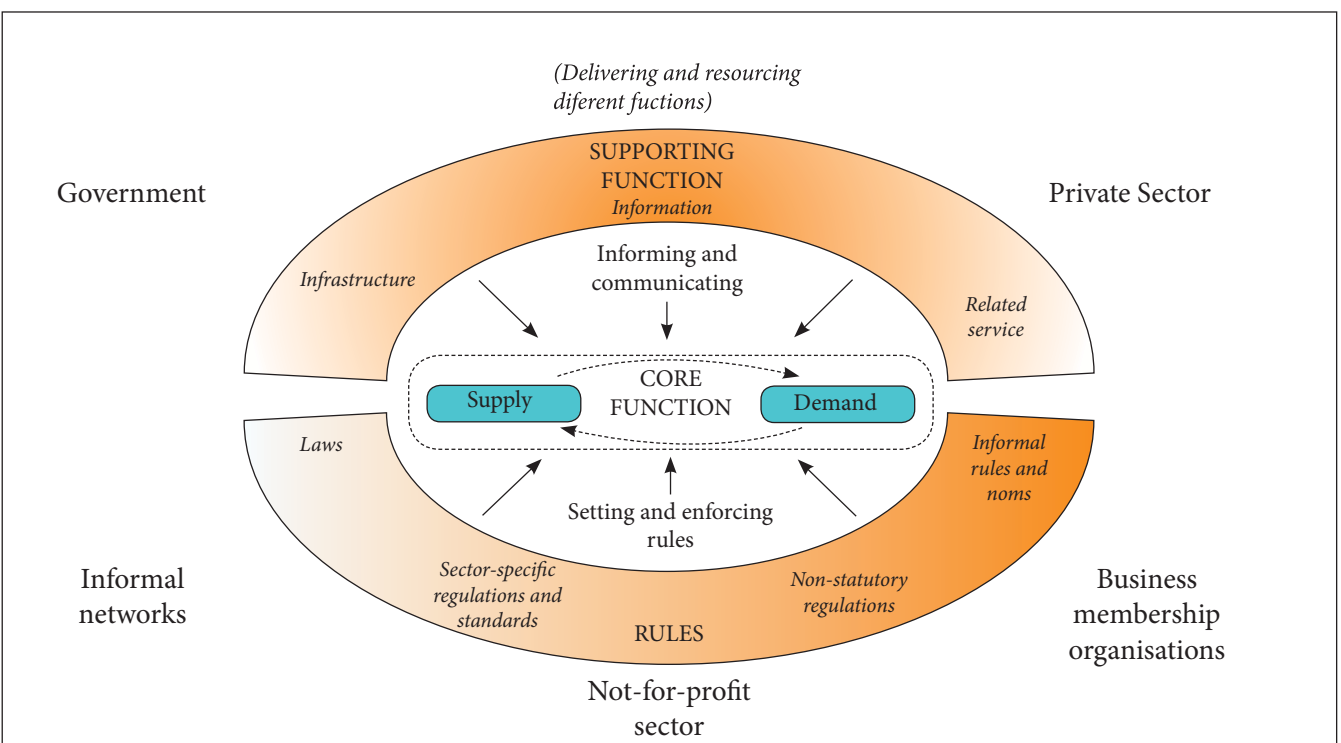 (Delivering and resourcing
diferent fuctions)
SUPPORTING
FUNCTION
Information
Government
Private Sector
Infrastructure
Informing and
communicating
Related
service
CORE
FUNCTION
Supply
Demand
Laws
Informal
rules and
noms
Setting and enforcing
rules
Sector-specific
regulations and
standards
Non-statutory
regulations
RULES
Informal
networks
Business
membership
organisations
Not-for-profit
sector